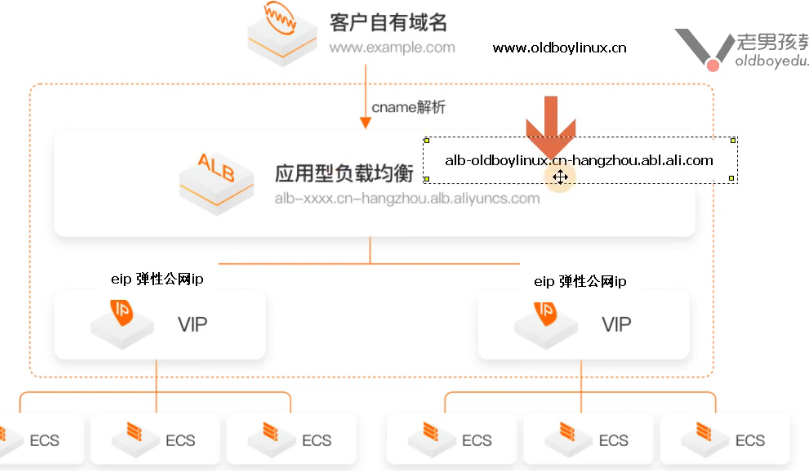 客户自有域名
www.example.com
www.oldboylinux.cn
老男孩教
oldboyedu.
cname解析
ALB
应用型负载均衡
alb-oldboylinux.cn-hangzhou.abl.ali.com
alb-xxxx.cn-hangzhou.alb.aliyuncs.com
eip 弹性公网ip
eip 弹性公网ip
IP
VIP
IP
VIP
ECS
ECS
ECS
ECS
ECS
ECS